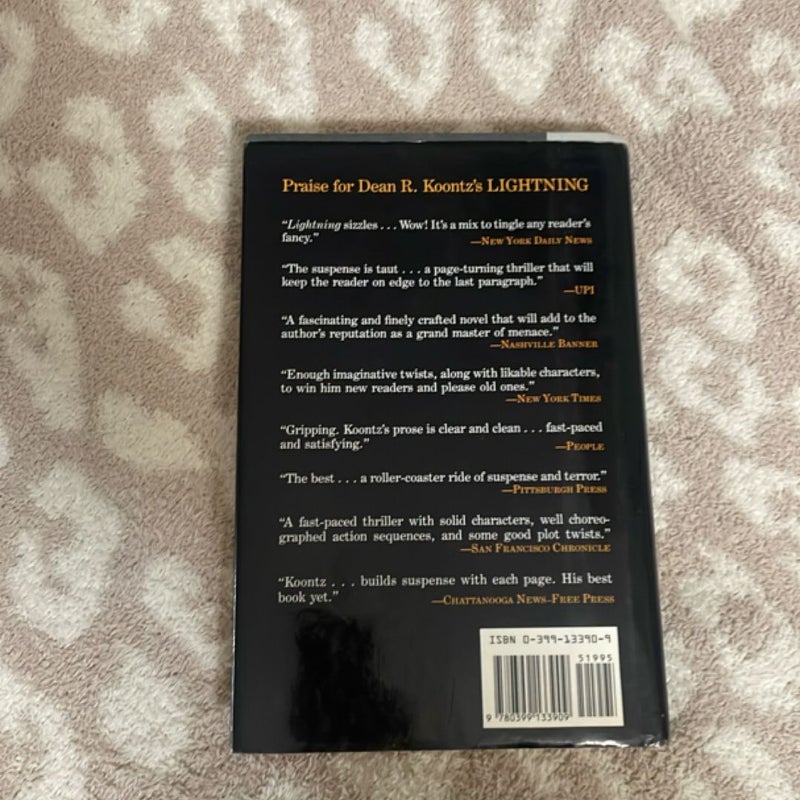 Praise for Dean R. Koontz's LIGHTNING
“Lightning sizzles . . . Wow! It's a mix to tingle any reader's
fancy.” —NEW YORK DAILY NEWS
“The suspense is taut . . . a page-turning thriller that will
keep the reader on edge to the last paragraph.”
—UPI
“A fascinating and finely crafted novel that will add to the
author's reputation as a grand master of menace.”
—NASHVILLE BANNER
“Enough imaginative twists, along with likable characters,
to win him new readers and please old ones.”
—NEW YORK TIMES
“Gripping. Koontz's prose is clear and clean . . . fast-paced
and satisfying.” —PEOPLE
“The best . . . a roller-coaster ride of suspense and terror.”
—PITTSBURGH PRESS
“A fast-paced thriller with solid characters, well choreo-
graphed action sequences, and some good plot twists.”
—SAN FRANCISCO CHRONICLE
“Koontz . . . builds suspense with each page. His best
book yet.” —CHATTANOOGA NEWS-FREE PRESS
ISBN 0-399-13390-9
51995
9 780399 133909